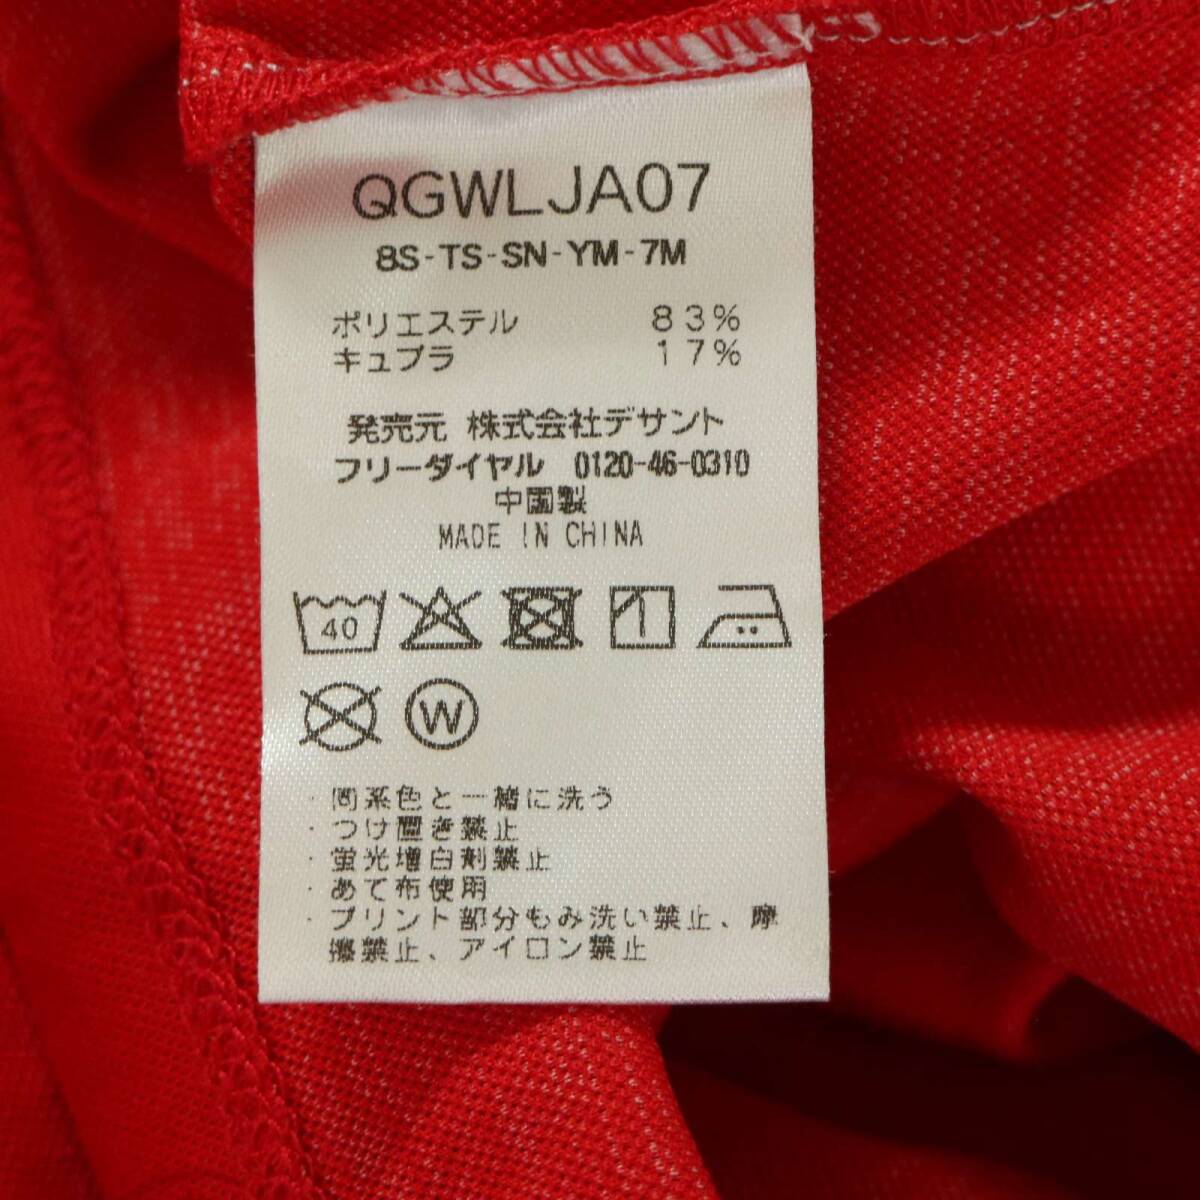 QGWLJA07
8S-TS-SN-YM-7M
ポリエステル 83%
キュプラ 17%
発売元 株式会社デサント
フリーダイヤル 0120-46-0310
中国製
MADE IN CHINA
40
1
W
・同系色と一緒に洗う
・つけ置き禁止
・蛍光増白剤禁止
・あて布使用
・プリント部分もみ洗い禁止、摩
擦禁止、アイロン禁止